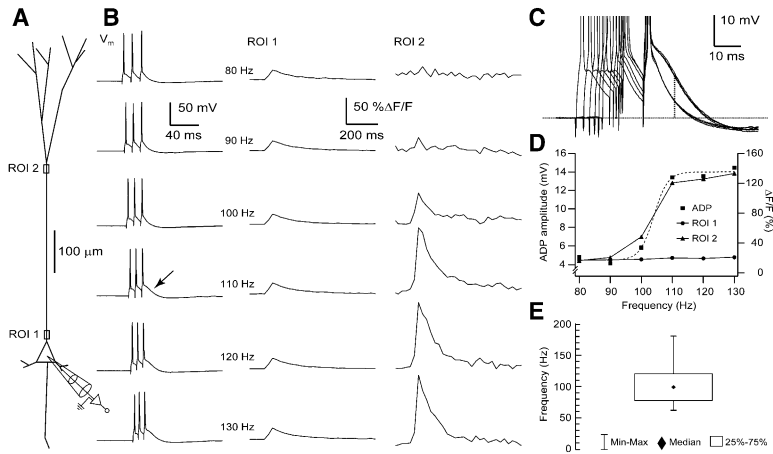 A
B
C
D
E
V_m
ROI 1
ROI 2
80 Hz
50 mV
40 ms
50 %ΔF/F
200 ms
90 Hz
100 Hz
110 Hz
120 Hz
130 Hz
ROI 2
100 μm
ROI 1
10 mV
10 ms
ADP amplitude (mV)
16
14
12
10
8
6
4
160
120
80
40
0
ΔF/F (%)
ADP
ROI 1
ROI 2
80 90 100 110 120 130
Frequency (Hz)
Frequency (Hz)
200
150
100
50
0
Min-Max
Median
25%-75%